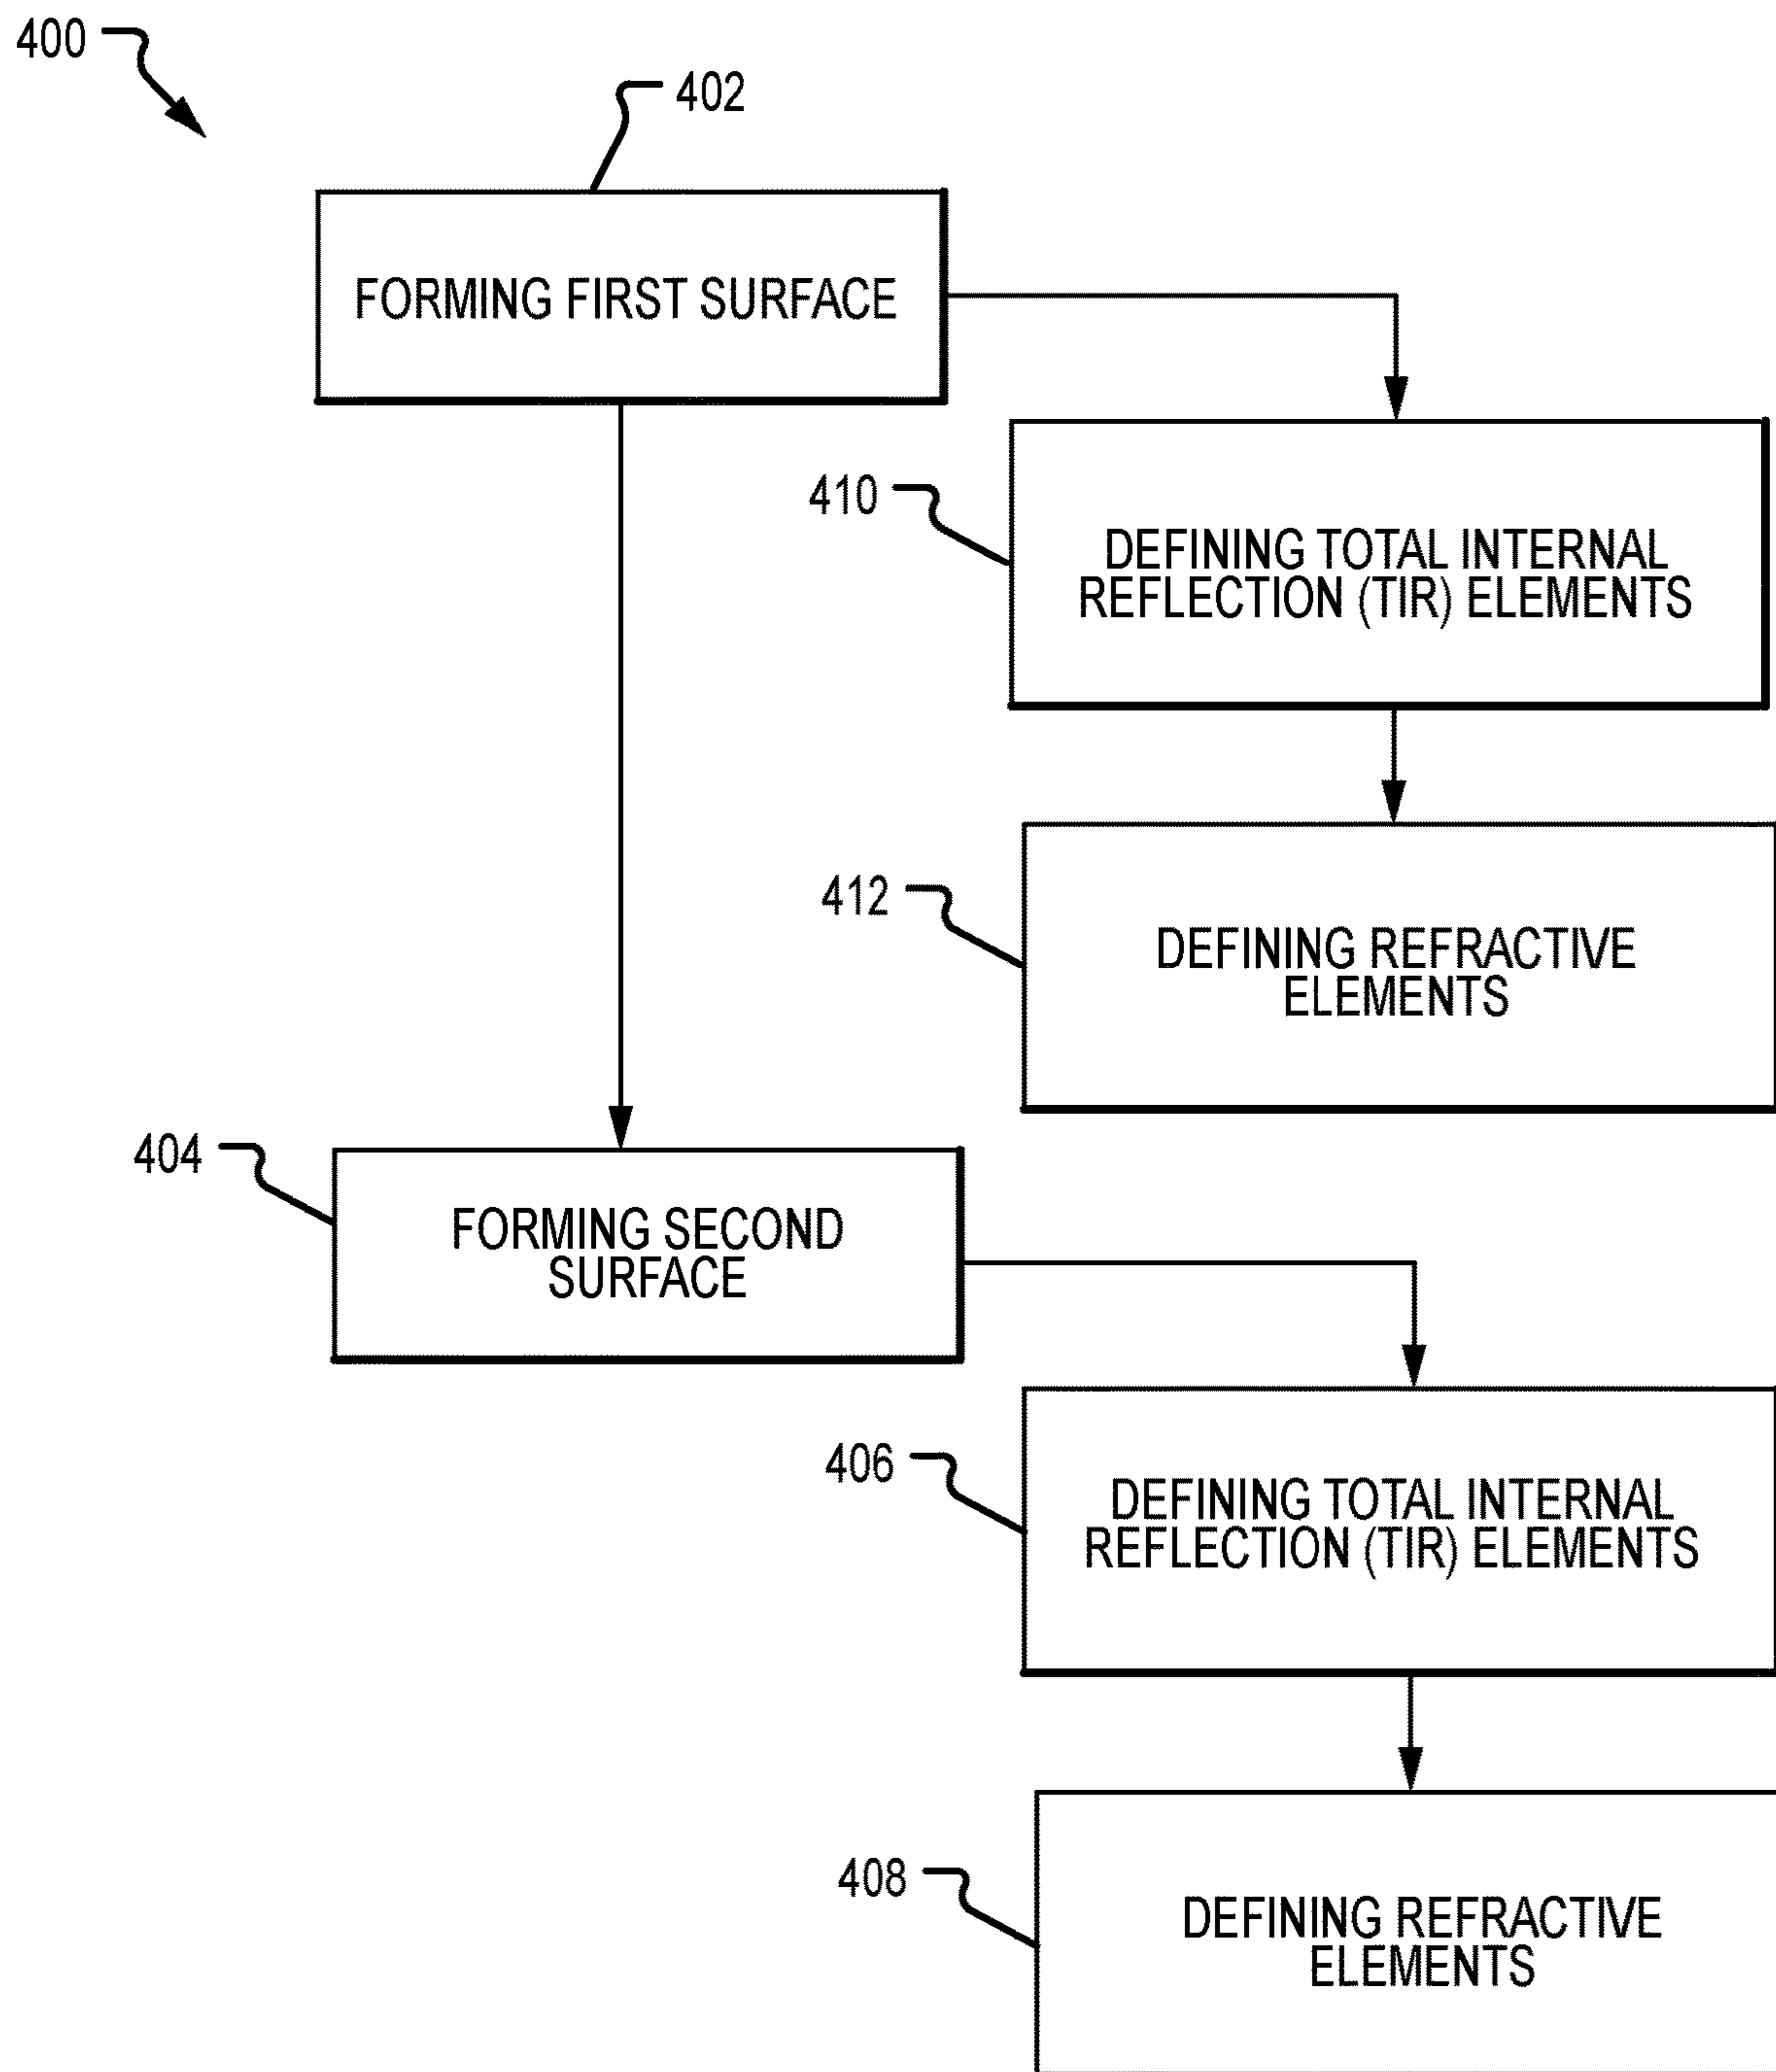 400
402
FORMING FIRST SURFACE
410
DEFINING TOTAL INTERNAL
REFLECTION (TIR) ELEMENTS
412
DEFINING REFRACTIVE
ELEMENTS
404
FORMING SECOND
SURFACE
406
DEFINING TOTAL INTERNAL
REFLECTION (TIR) ELEMENTS
408
DEFINING REFRACTIVE
ELEMENTS